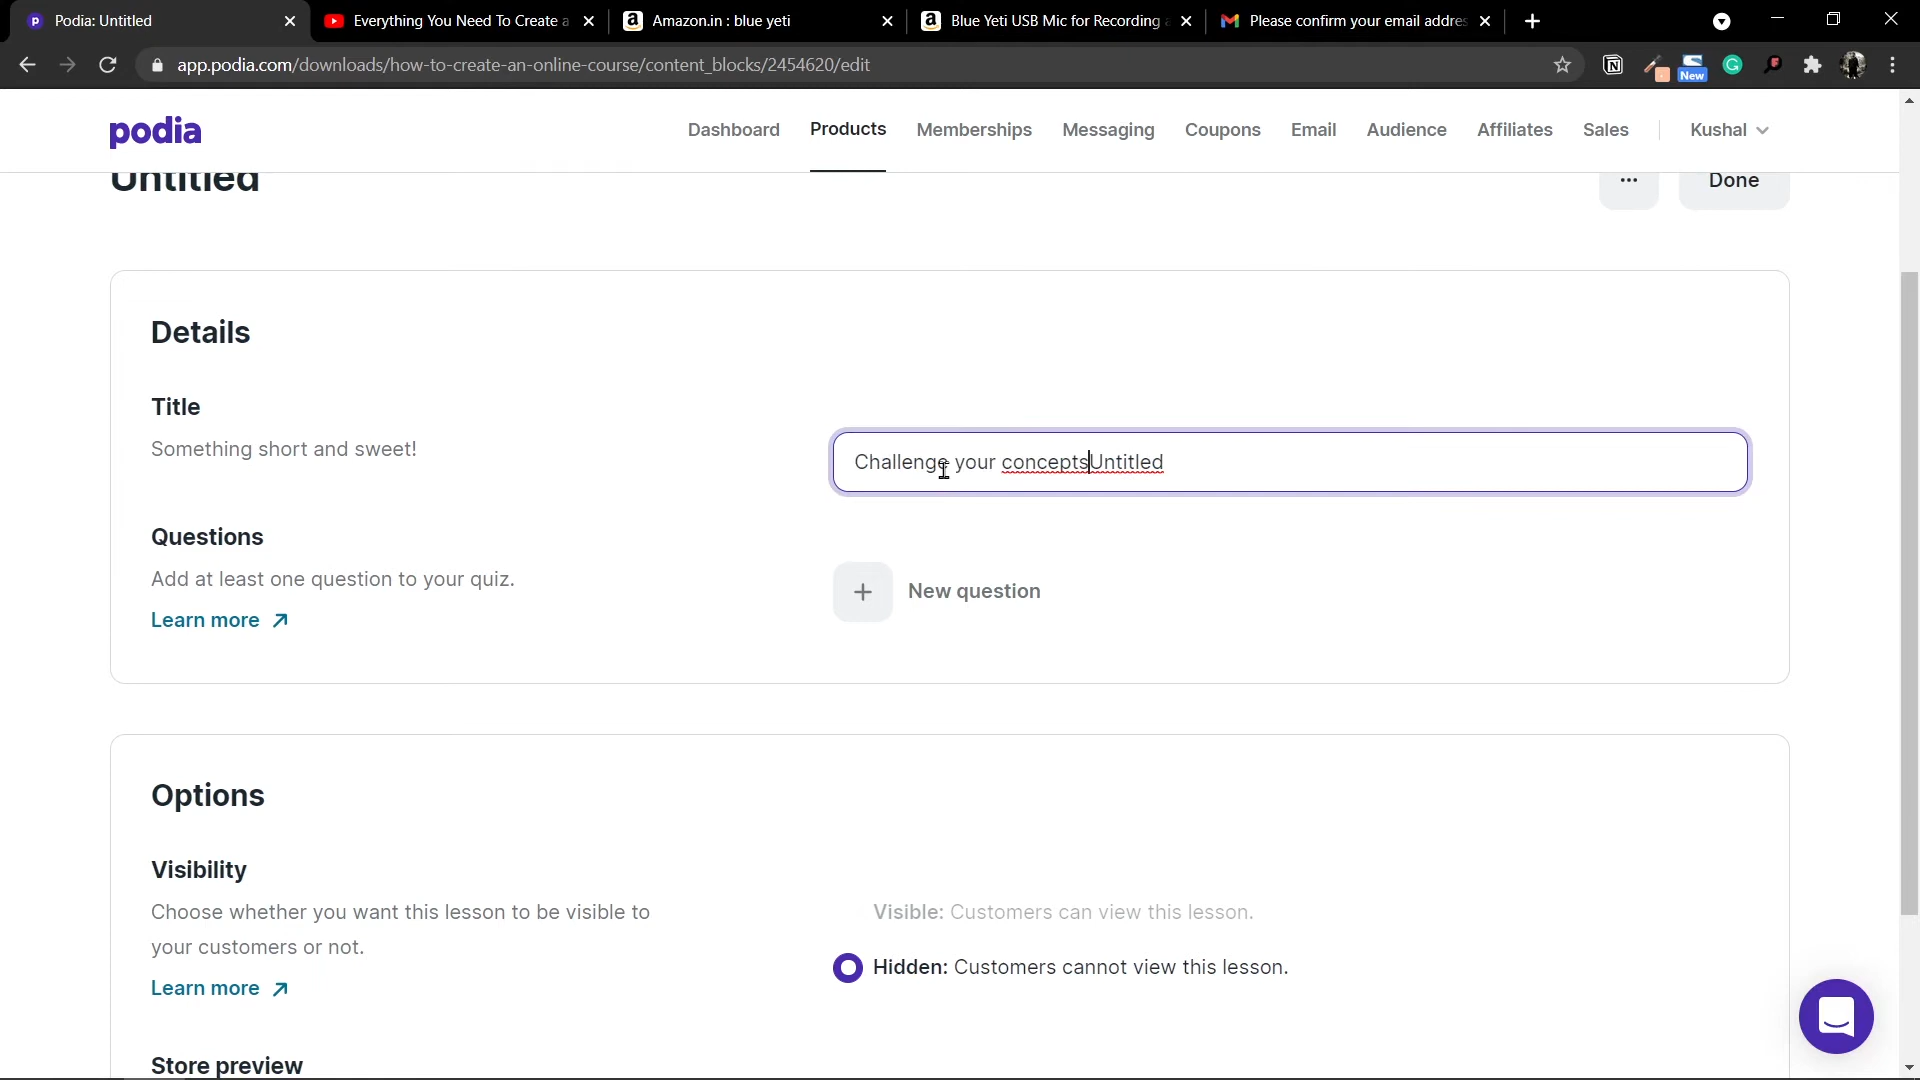 Podia: Untitled
Everything You Need To Create a
Amazon.in : blue yeti
Blue Yeti USB Mic for Recording a
Please confirm your email addres
app.podia.com/downloads/how-to-create-an-online-course/content_blocks/2454620/edit
New
podia
Dashboard
Products
Memberships
Messaging
Coupons
Email
Audience
Affiliates
Sales
Kushal
Untitled
Done
Details
Title
Something short and sweet!
Challenge your conceptsUntitled
Questions
Add at least one question to your quiz.
New question
Learn more
Options
Visibility
Choose whether you want this lesson to be visible to
your customers or not.
Visible: Customers can view this lesson.
Hidden: Customers cannot view this lesson.
Learn more
Store preview